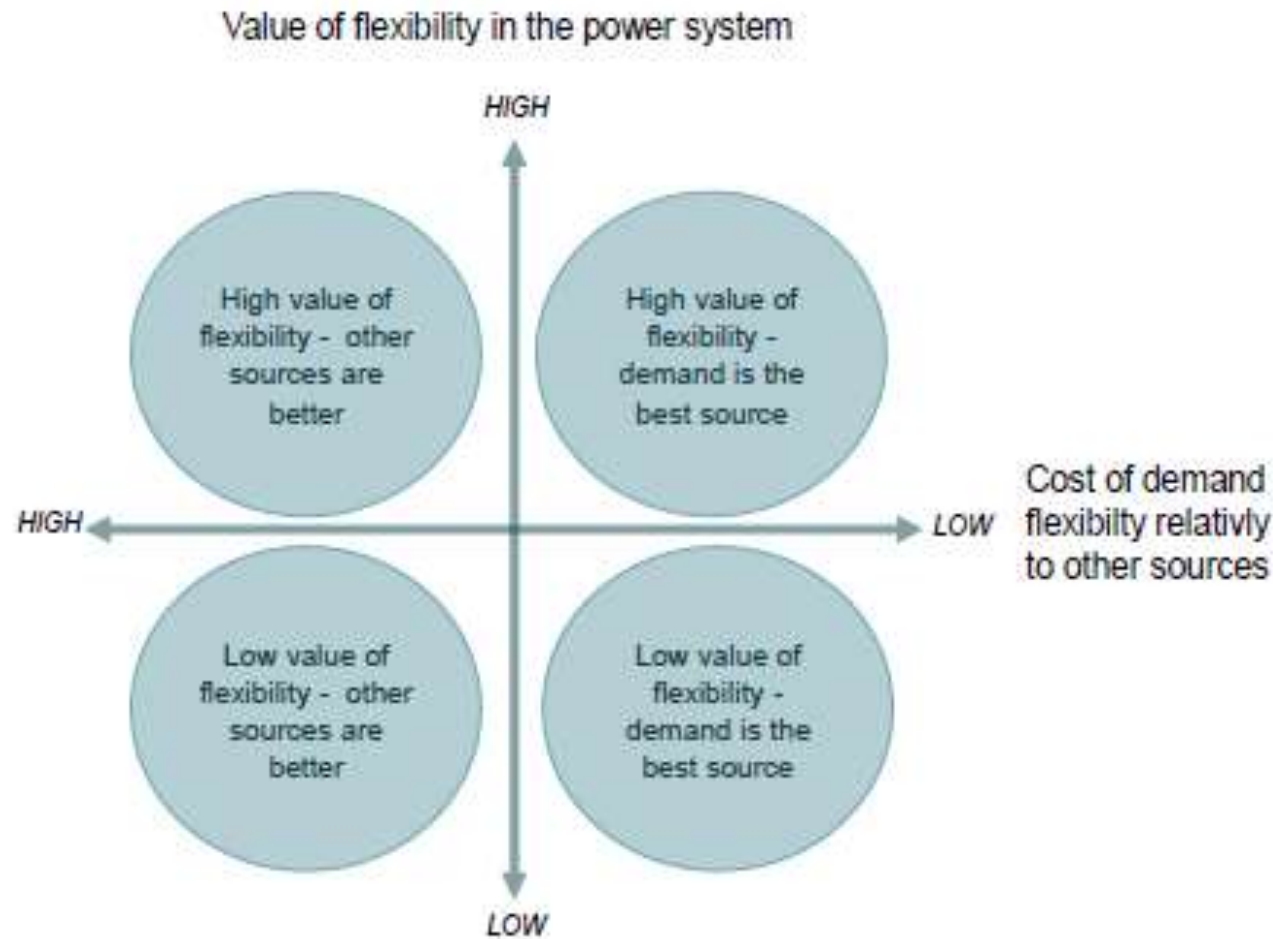 Value of flexibility in the power system
HIGH
High value of
flexibility - other
sources are
better
High value of
flexibility -
demand is the
best source
HIGH
LOW
Cost of demand
flexibilty relativly
to other sources
Low value of
flexibility - other
sources are
better
Low value of
flexibility -
demand is the
best source
LOW